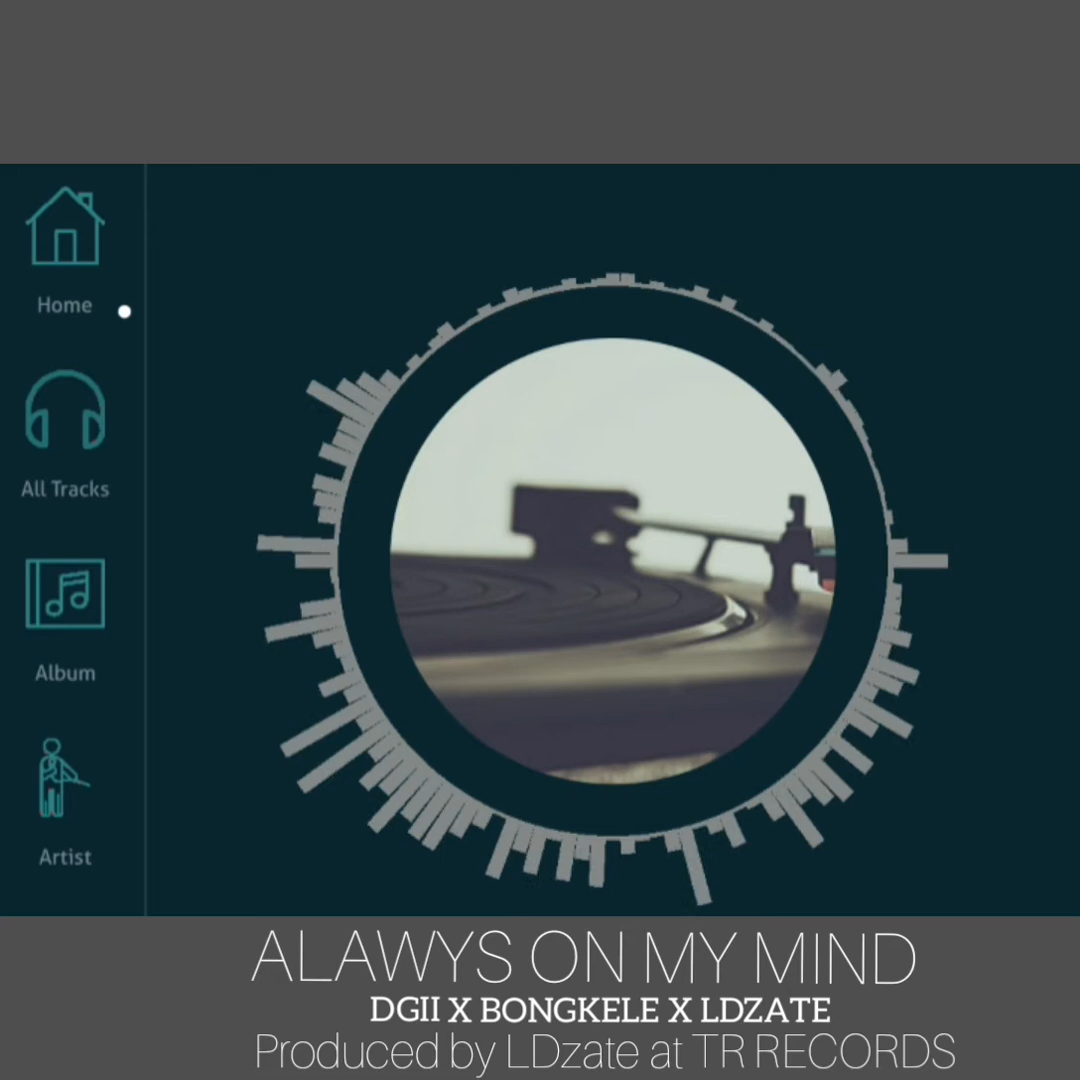 Home
All Tracks
Album
Artist
ALAWYS ON MY MIND
DGII X BONGKELE X LDZATE
Produced by LDzate at TR RECORDS